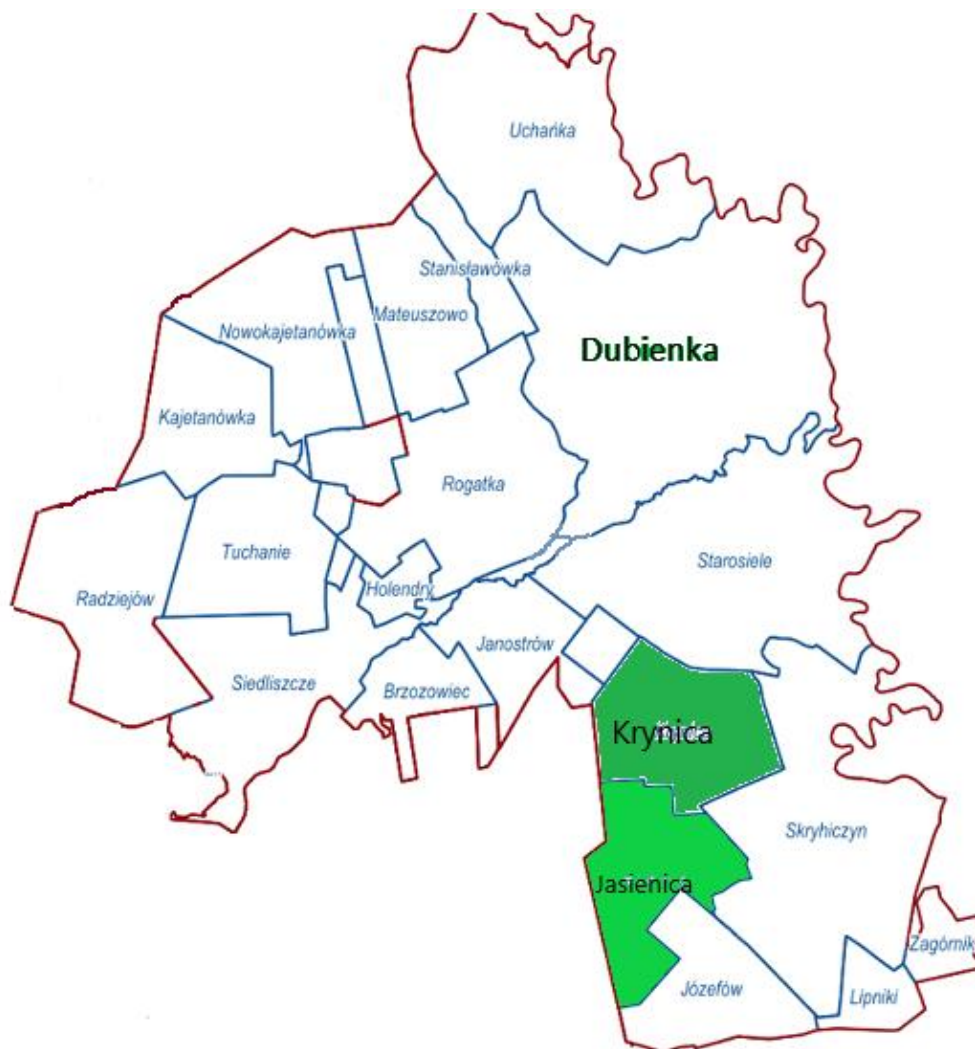 Uchańka
Stanisławówka
Mateuszowo
Nowokajetanówka
Dubienka
Kajetanówka
Rogatka
Tuchanie
Starosiele
Holendry
Radziejów
Janostrów
Siedliszcze
Brzozowiec
Krynica
Skryhiczyn
Jasienica
Zagórnik
Józefów
Lipniki